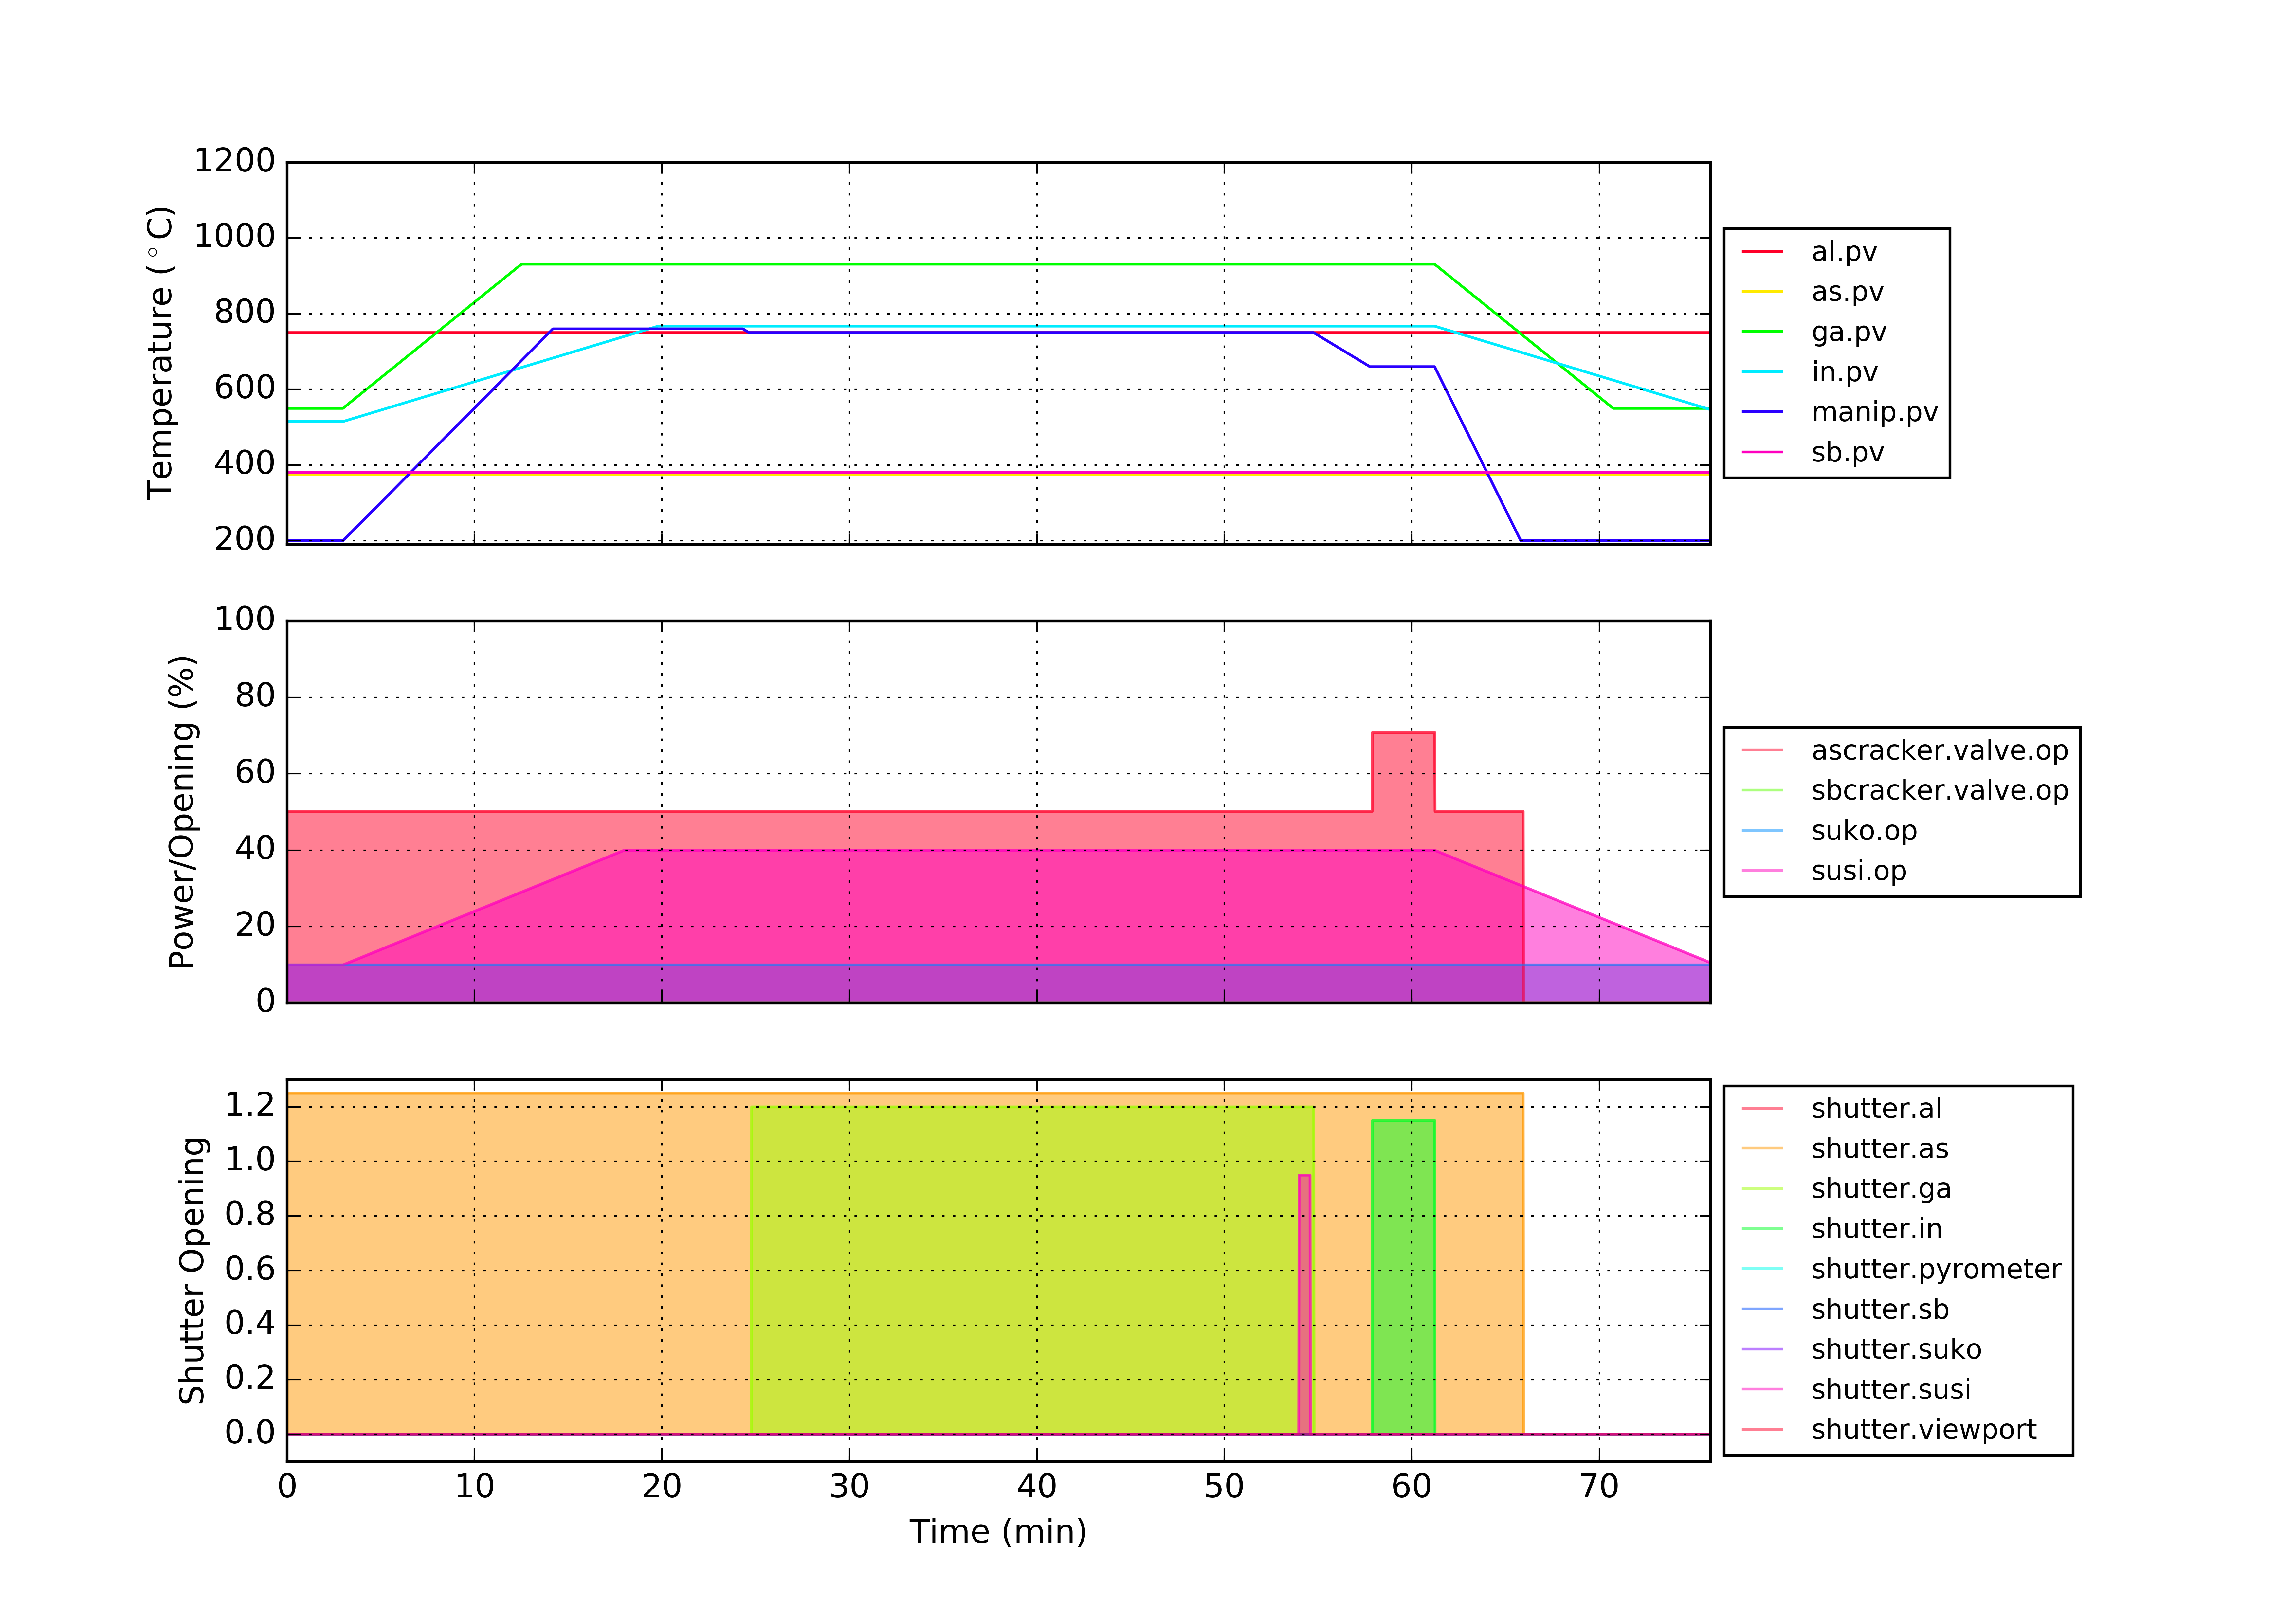 1200
1000
800
600
400
200
Temperature (°C)
al.pv
as.pv
ga.pv
in.pv
manip.pv
sb.pv
100
80
60
40
20
0
Power/Opening (%)
ascracker.valve.op
sbcracker.valve.op
suko.op
susi.op
1.2
1.0
0.8
0.6
0.4
0.2
0.0
Shutter Opening
shutter.al
shutter.as
shutter.ga
shutter.in
shutter.pyrometer
shutter.sb
shutter.suko
shutter.susi
shutter.viewport
0 10 20 30 40 50 60 70
Time (min)